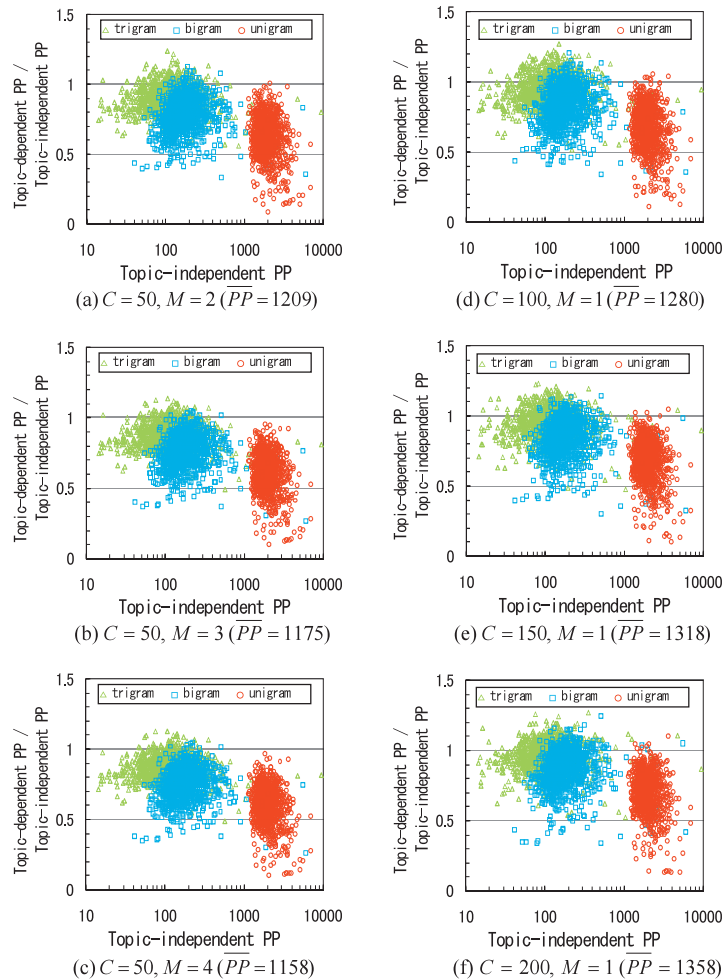 1.5
△ trigram □ bigram ○ unigram
1
0.5
0
Topic-dependent PP /
Topic-independent PP
10 100 1000 10000
Topic-independent PP
(a) C = 50, M = 2 (PP̅ = 1209)
1.5
△ trigram □ bigram ○ unigram
1
0.5
0
Topic-dependent PP /
Topic-independent PP
10 100 1000 10000
Topic-independent PP
(d) C = 100, M = 1 (PP̅ = 1280)
1.5
△ trigram □ bigram ○ unigram
1
0.5
0
Topic-dependent PP /
Topic-independent PP
10 100 1000 10000
Topic-independent PP
(b) C = 50, M = 3 (PP̅ = 1175)
1.5
△ trigram □ bigram ○ unigram
1
0.5
0
Topic-dependent PP /
Topic-independent PP
10 100 1000 10000
Topic-independent PP
(e) C = 150, M = 1 (PP̅ = 1318)
1.5
△ trigram □ bigram ○ unigram
1
0.5
0
Topic-dependent PP /
Topic-independent PP
10 100 1000 10000
Topic-independent PP
(c) C = 50, M = 4 (PP̅ = 1158)
1.5
△ trigram □ bigram ○ unigram
1
0.5
0
Topic-dependent PP /
Topic-independent PP
10 100 1000 10000
Topic-independent PP
(f) C = 200, M = 1 (PP̅ = 1358)